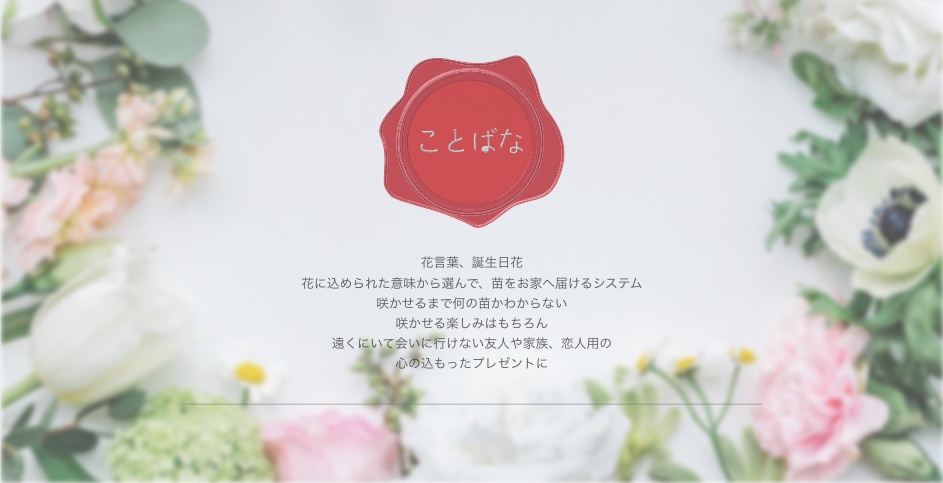 ことばな
花言葉、誕生日花
花に込められた意味から選んで、苗をお家へ届けるシステム
咲かせるまで何の苗かわからない
咲かせる楽しみはもちろん
遠くにいて会いに行けない友人や家族、恋人用の
心の込もったプレゼントに